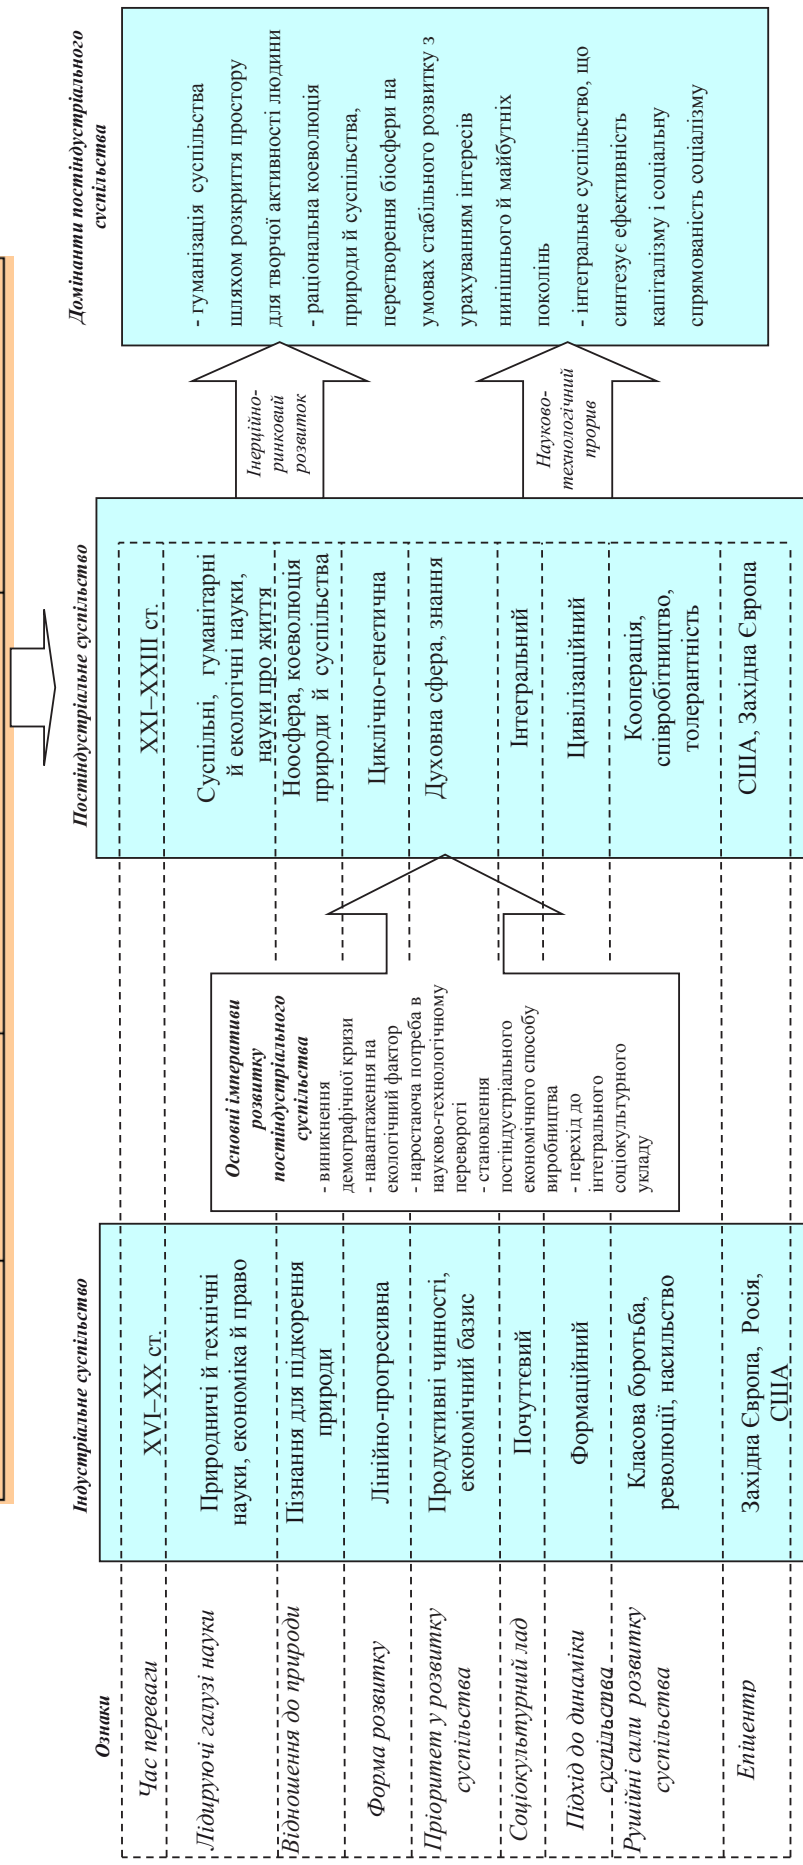 Ознаки
Час переваги
Лідируючі галузі науки
Відношення до природи
Форма розвитку
Пріоритет у розвитку
суспільства
Соціокультурний лад
Підхід до динаміки
суспільства
Рушійні сили розвитку
суспільства
Епіцентр
Індустріальне суспільство
XVI–XX ст.
Природничі й технічні
науки, економіка й право
Пізнання для підкорення
природи
Лінійно-прогресивна
Продуктивні чинності,
економічний базис
Почуттєвий
Формаційний
Класова боротьба,
революції, насильство
Західна Європа, Росія,
США
Основні імперативи
розвитку
постіндустріального
суспільства
- виникнення
демографічної кризи
- навантаження на
екологічний фактор
- наростаюча потреба в
науково-технологічному
перевороті
- становлення
постіндустріального
економічного способу
виробництва
- перехід до
інтегрального
соціокультурного
укладу
Постіндустріальне суспільство
XXI–XXIII ст.
Суспільні, гуманітарні
й екологічні науки,
науки про життя
Ноосфера, коеволюція
природи й суспільства
Циклічно-генетична
Духовна сфера, знання
Інтегральний
Цивілізаційний
Кооперація,
співробітництво,
толерантність
США, Західна Європа
Інерційно-
ринковий
розвиток
Науково-
технологічний
прорив
Домінанти постіндустріального
суспільства
- гуманізація суспільства
шляхом розкриття простору
для творчої активності людини
- раціональна коеволюція
природи й суспільства,
перетворення біосфери на
умовах стабільного розвитку з
урахуванням інтересів
нинішнього й майбутніх
поколінь
- інтегральне суспільство, що
синтезує ефективність
капіталізму і соціальну
спрямованість соціалізму